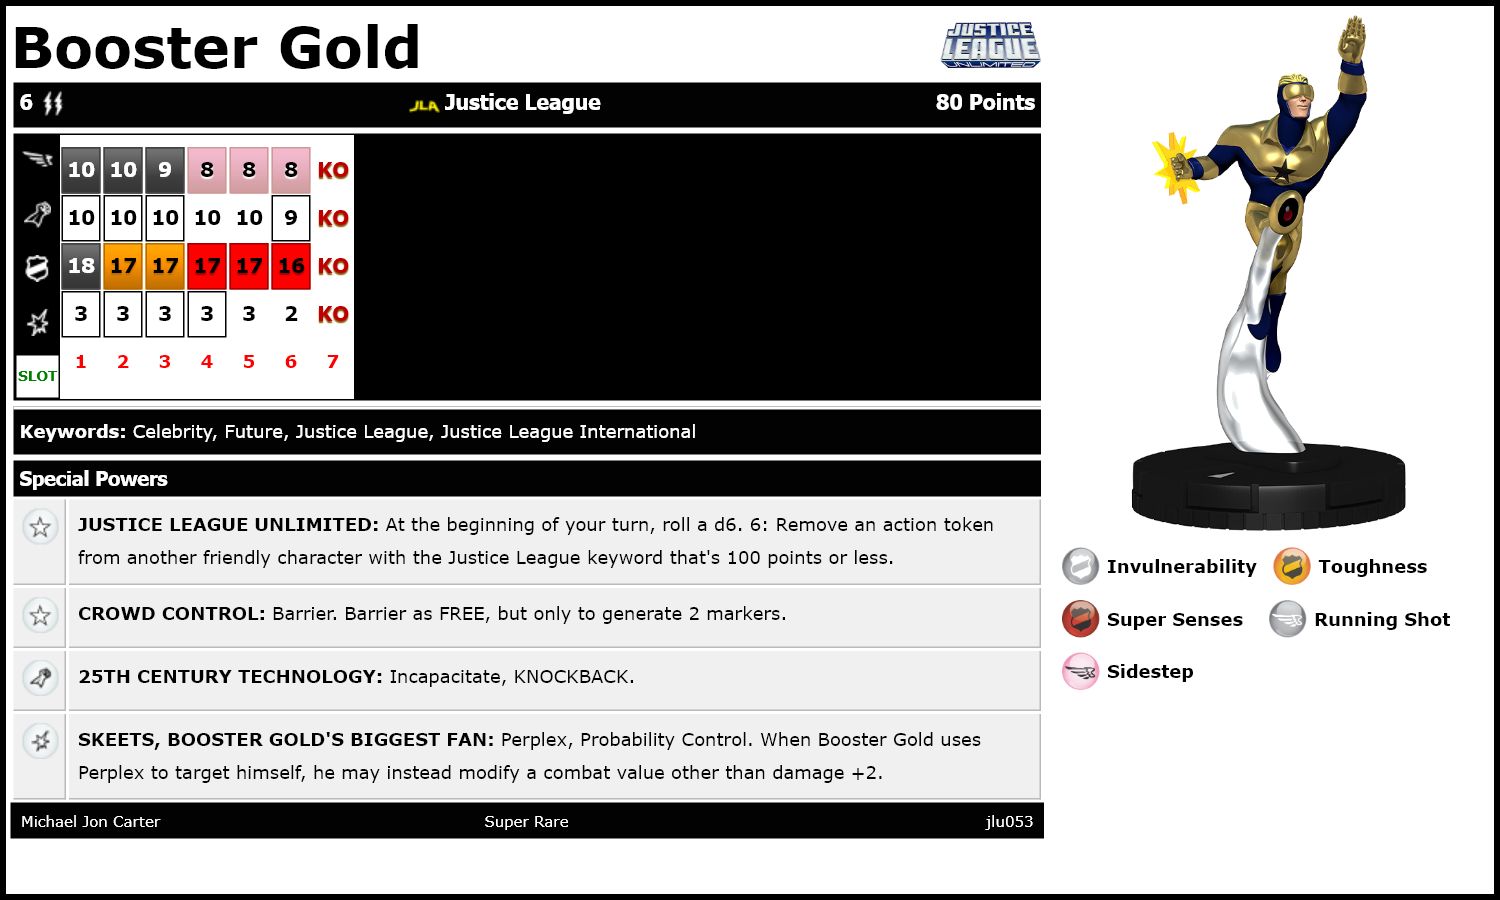 Booster Gold
JUSTICE
LEAGUE
UNLIMITED
6 JLA Justice League 80 Points
10 10 9 8 8 8 KO
10 10 10 10 10 9 KO
18 17 17 17 17 16 KO
3 3 3 3 3 2 KO
1 2 3 4 5 6 7
SLOT
Keywords: Celebrity, Future, Justice League, Justice League International
Special Powers
JUSTICE LEAGUE UNLIMITED: At the beginning of your turn, roll a d6. 6: Remove an action token
from another friendly character with the Justice League keyword that's 100 points or less.
CROWD CONTROL: Barrier. Barrier as FREE, but only to generate 2 markers.
25TH CENTURY TECHNOLOGY: Incapacitate, KNOCKBACK.
SKEETS, BOOSTER GOLD'S BIGGEST FAN: Perplex, Probability Control. When Booster Gold uses
Perplex to target himself, he may instead modify a combat value other than damage +2.
Michael Jon Carter Super Rare jlu053
Invulnerability Toughness
Super Senses Running Shot
Sidestep